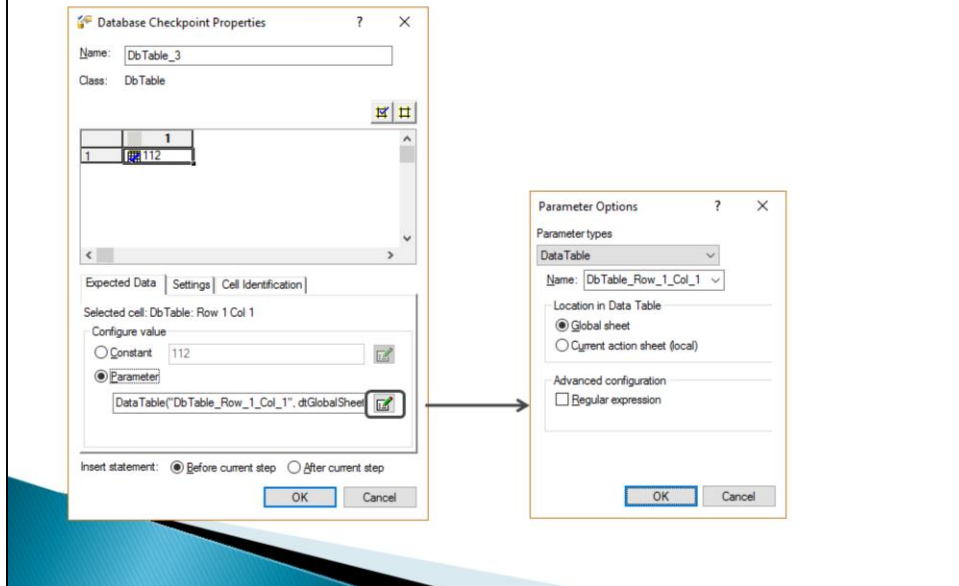 Database Checkpoint Properties ? ×
Name: DbTable_3
Class: DbTable
1
1 112
Expected Data Settings Cell Identification
Selected cell: DbTable: Row 1 Col 1
Configure value
Constant 112
Parameter
DataTable("DbTable_Row_1_Col_1", dtGlobalSheet
Insert statement: Before current step After current step
OK Cancel
Parameter Options ? ×
Parameter types
DataTable
Name: DbTable_Row_1_Col_1
Location in Data Table
Global sheet
Current action sheet (local)
Advanced configuration
Regular expression
OK Cancel